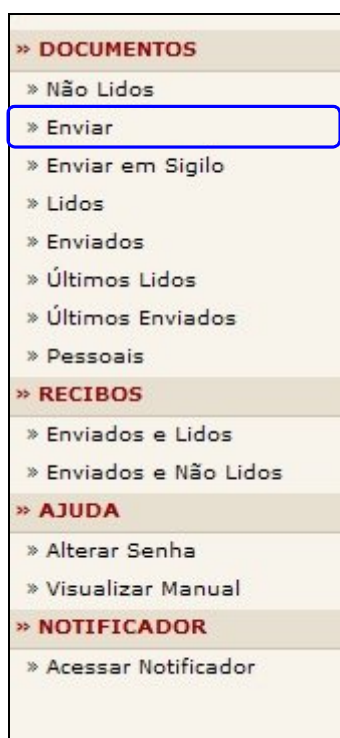 » DOCUMENTOS
» Não Lidos
» Enviar
» Enviar em Sigilo
» Lidos
» Enviados
» Últimos Lidos
» Últimos Enviados
» Pessoais
» RECIBOS
» Enviados e Lidos
» Enviados e Não Lidos
» AJUDA
» Alterar Senha
» Visualizar Manual
» NOTIFICADOR
» Acessar Notificador